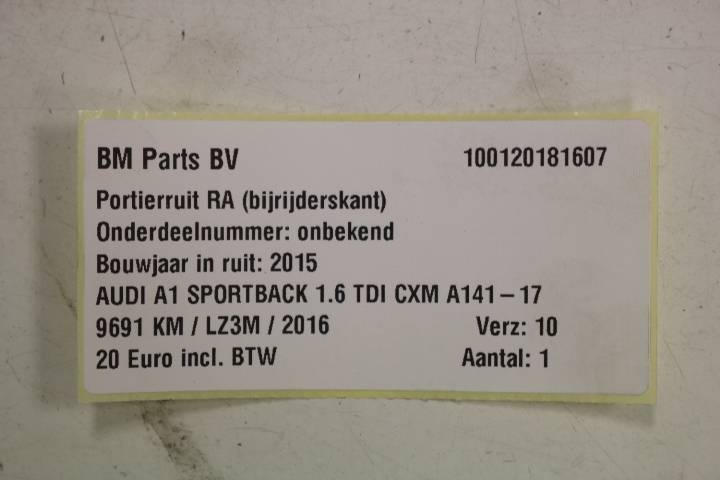 BM Parts BV 100120181607
Portierruit RA (bijrijderskant)
Onderdeelnummer: onbekend
Bouwjaar in ruit: 2015
AUDI A1 SPORTBACK 1.6 TDI CXM A141-17
9691 KM / LZ3M / 2016 Verz: 10
20 Euro incl. BTW Aantal: 1